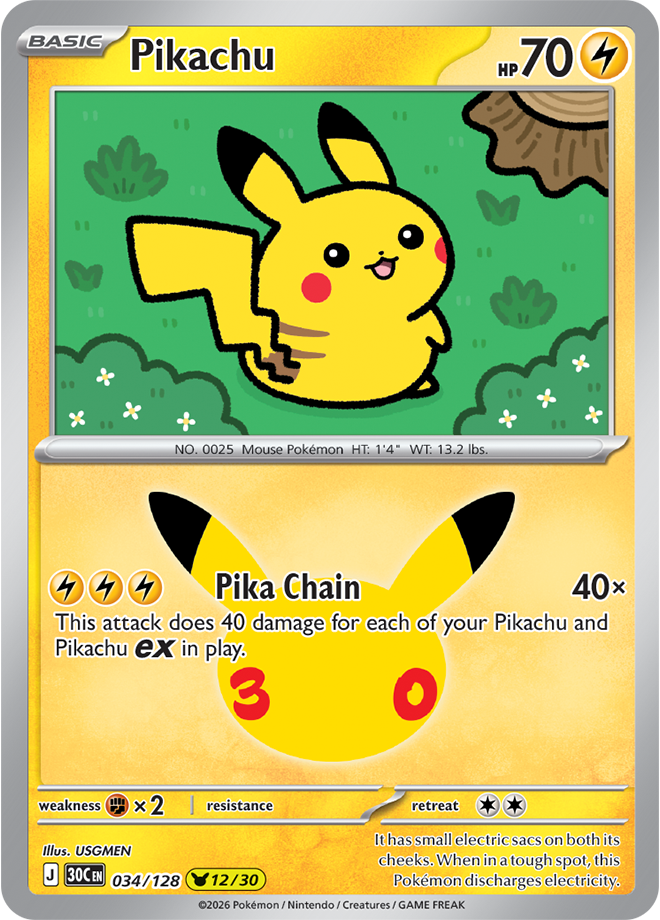 BASIC Pikachu HP 70
NO. 0025 Mouse Pokémon HT: 1'4" WT: 13.2 lbs.
Pika Chain 40×
This attack does 40 damage for each of your Pikachu and
Pikachu ex in play.
3 0
weakness ×2 resistance retreat
Illus. USGMEN
It has small electric sacs on both its
cheeks. When in a tough spot, this
Pokémon discharges electricity.
J 30C EN 034/128 12/30
©2026 Pokémon / Nintendo / Creatures / GAME FREAK